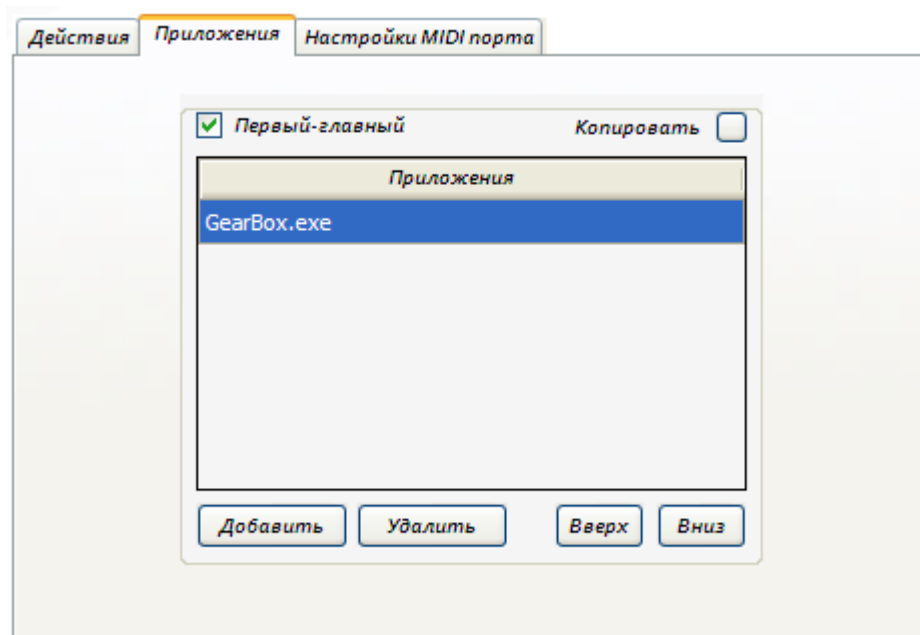 Действия Приложения Настройки MIDI порта
Первый-главный Копировать
Приложения
GearBox.exe
Добавить Удалить Вверх Вниз